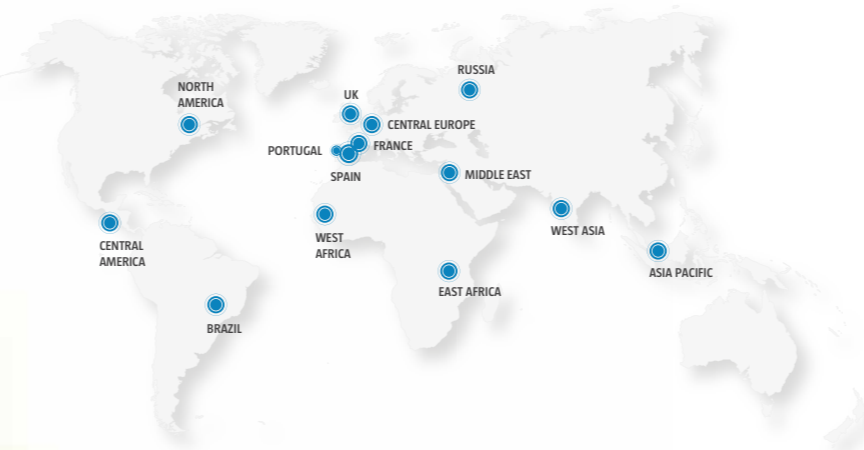 RUSSIA
NORTH
AMERICA
UK
CENTRAL EUROPE
PORTUGAL
FRANCE
SPAIN
MIDDLE EAST
WEST ASIA
WEST
AFRICA
CENTRAL
AMERICA
ASIA PACIFIC
EAST AFRICA
BRAZIL